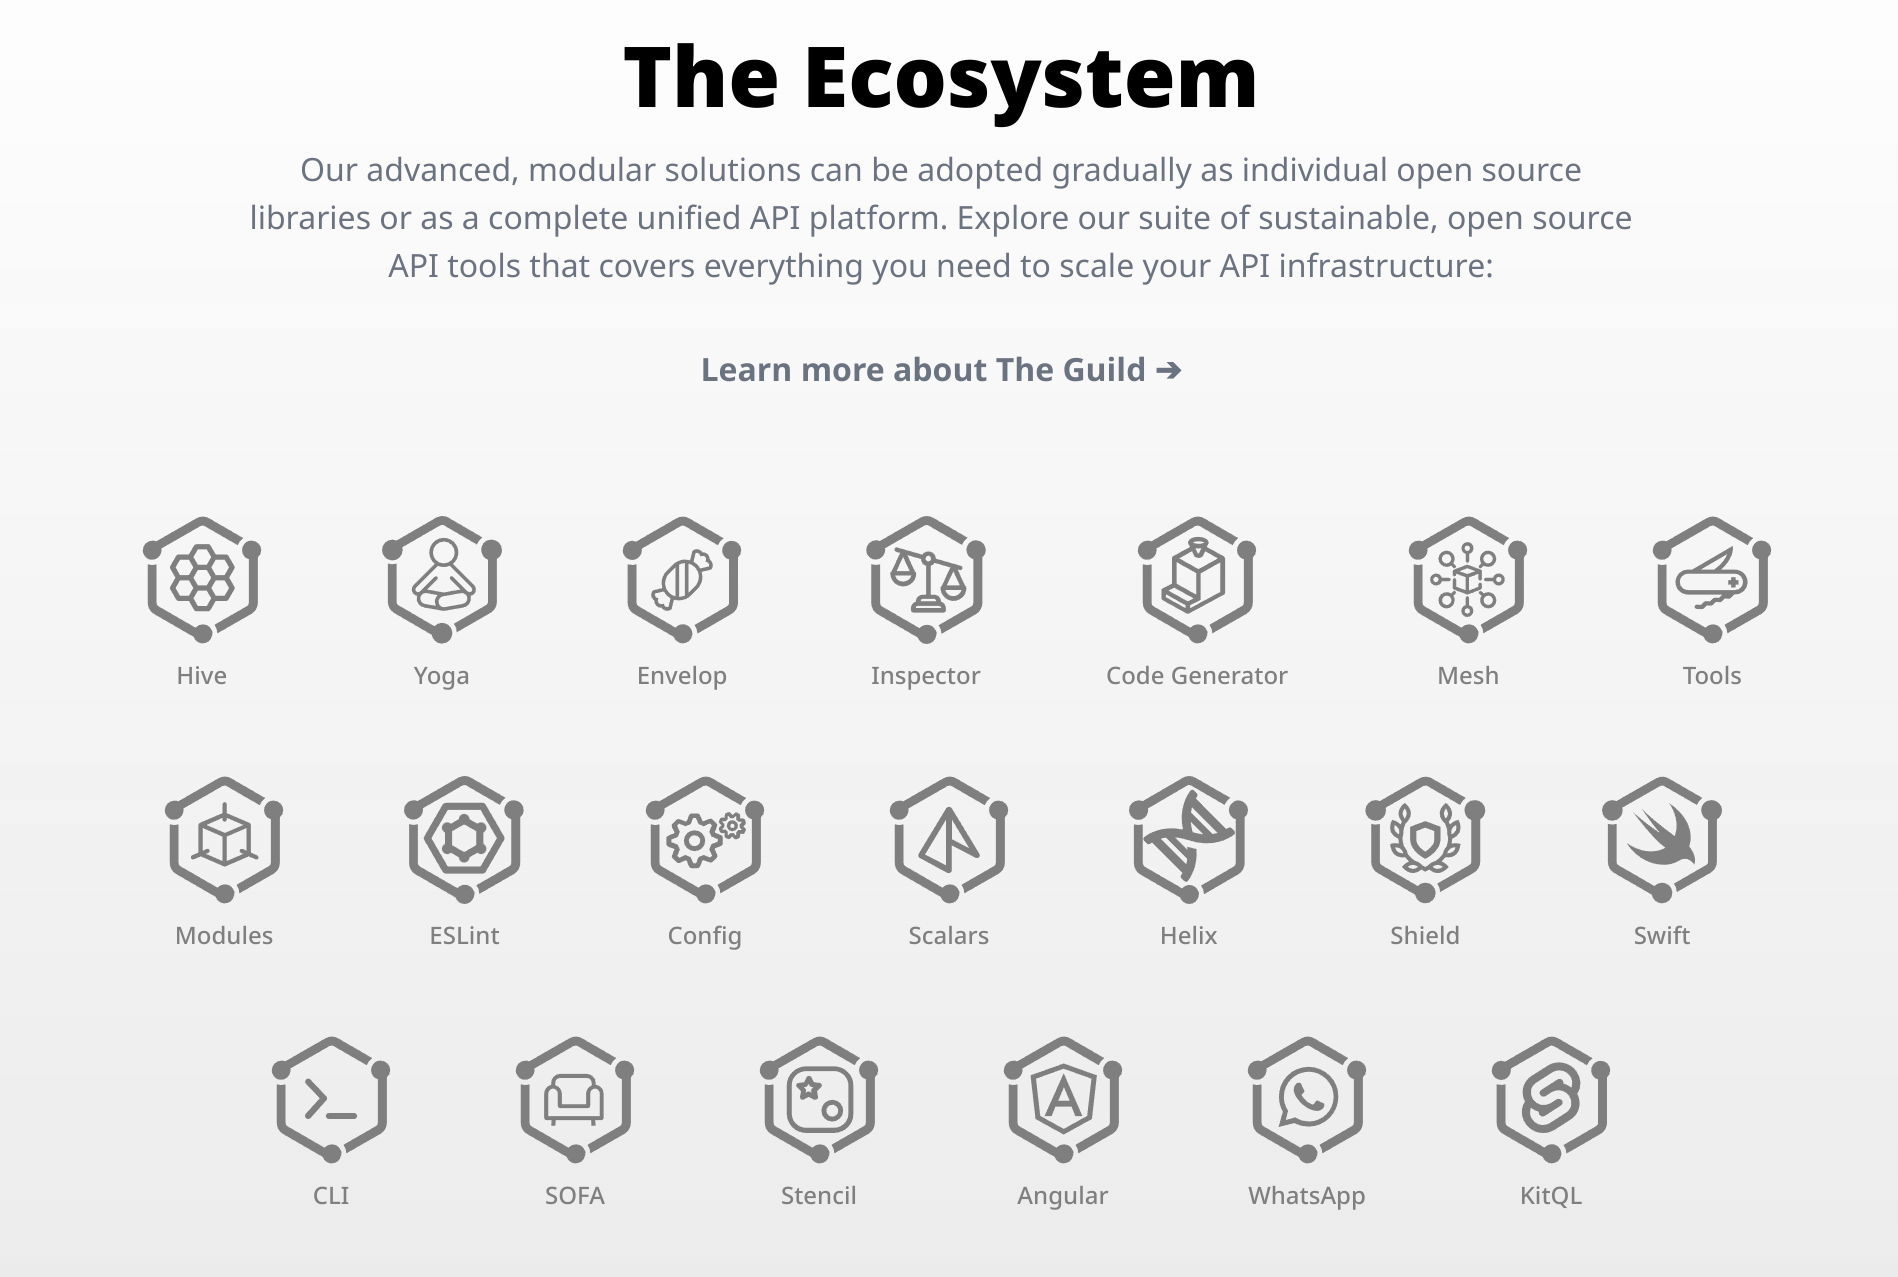 The Ecosystem
Our advanced, modular solutions can be adopted gradually as individual open source
libraries or as a complete unified API platform. Explore our suite of sustainable, open source
API tools that covers everything you need to scale your API infrastructure:
Learn more about The Guild ➔
Hive Yoga Envelop Inspector Code Generator Mesh Tools
Modules ESLint Config Scalars Helix Shield Swift
CLI SOFA Stencil Angular WhatsApp KitQL